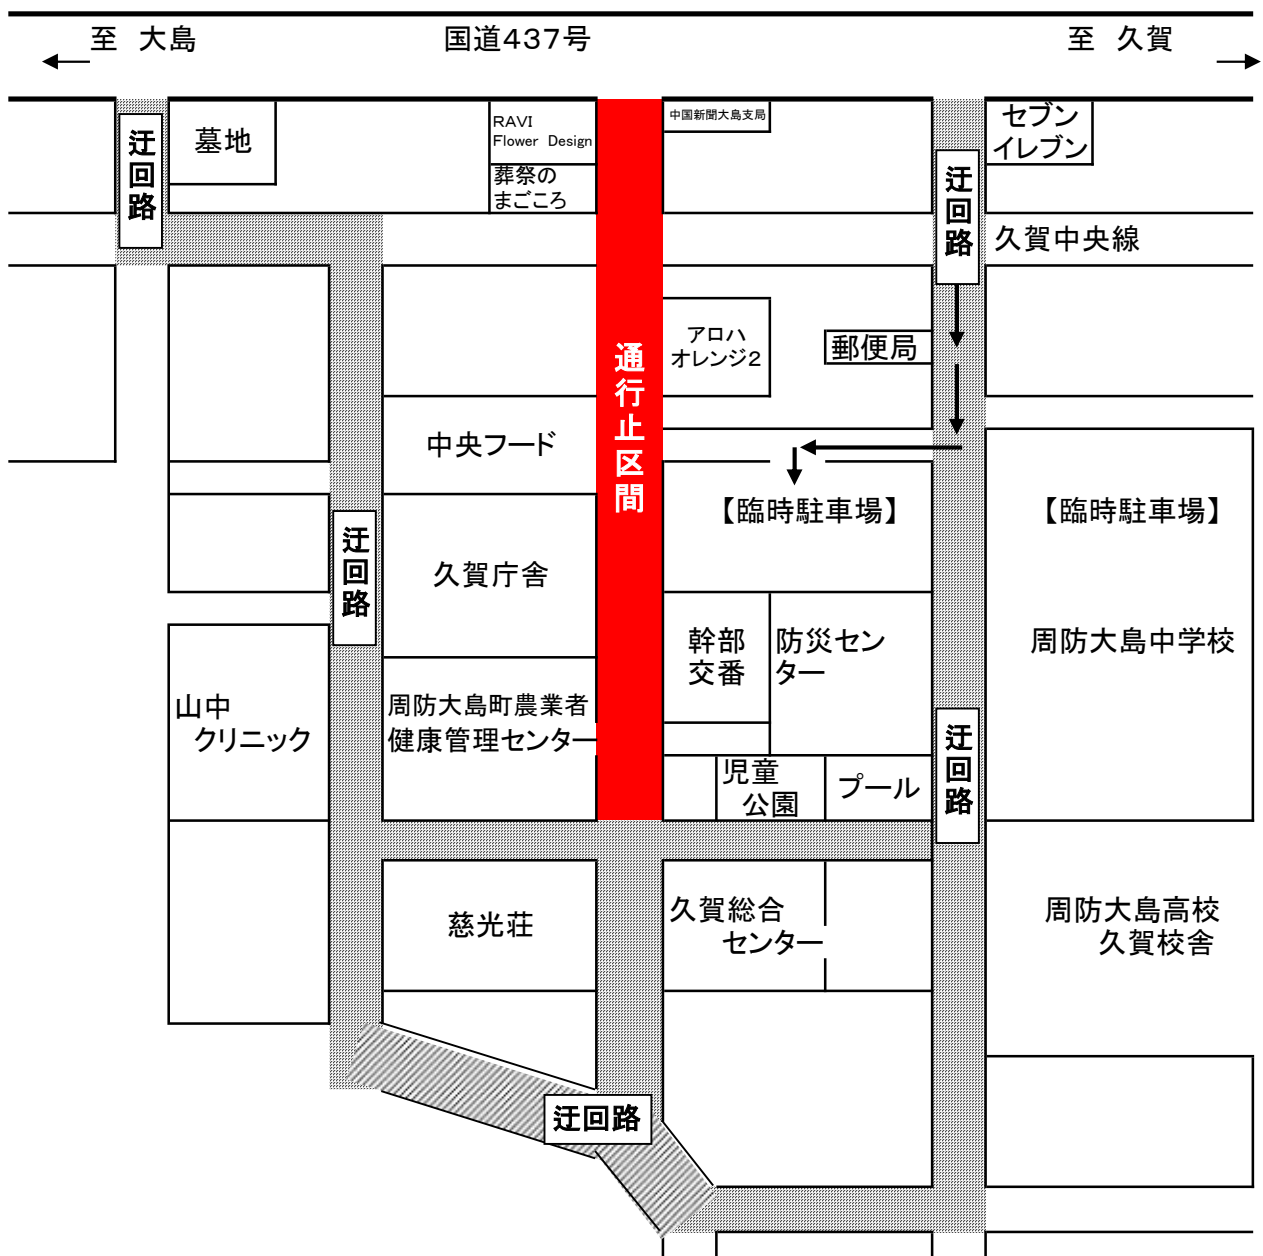 至 大島
国道437号
至 久賀
迂回路
墓地
RAVI
Flower Design
葬祭の
まごころ
中国新聞大島支局
迂回路
セブン
イレブン
久賀中央線
通行止区間
アロハ
オレンジ2
郵便局
中央フード
【臨時駐車場】
【臨時駐車場】
迂回路
久賀庁舎
幹部
交番
防災セン
ター
周防大島中学校
山中
クリニック
周防大島町農業者
健康管理センター
迂回路
児童
公園
プール
慈光荘
久賀総合
センター
周防大島高校
久賀校舎
迂回路